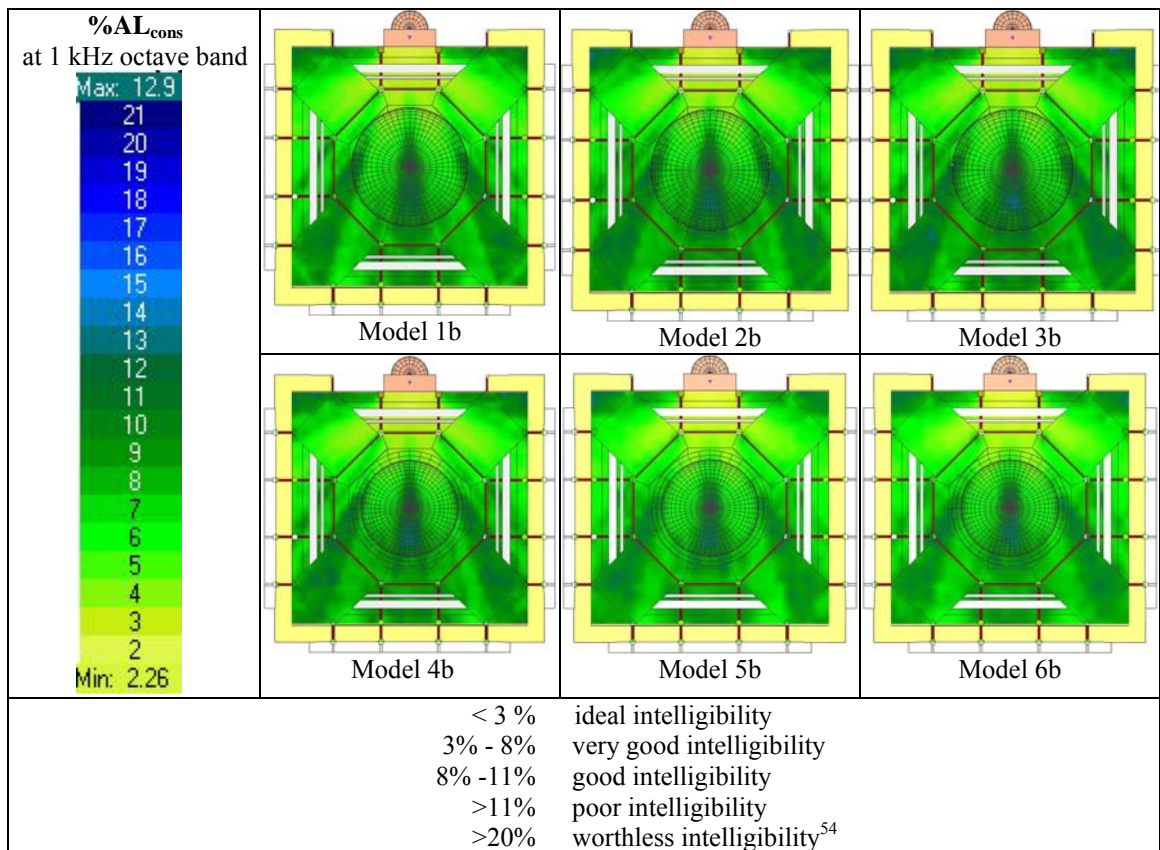 %ALcons
at 1 kHz octave band
Max: 12.9
21
20
19
18
17
16
15
14
13
12
11
10
9
8
7
6
5
4
3
2
Min: 2.26
Model 1b
Model 2b
Model 3b
Model 4b
Model 5b
Model 6b
< 3 % ideal intelligibility
3% - 8% very good intelligibility
8% -11% good intelligibility
>11% poor intelligibility
>20% worthless intelligibility54